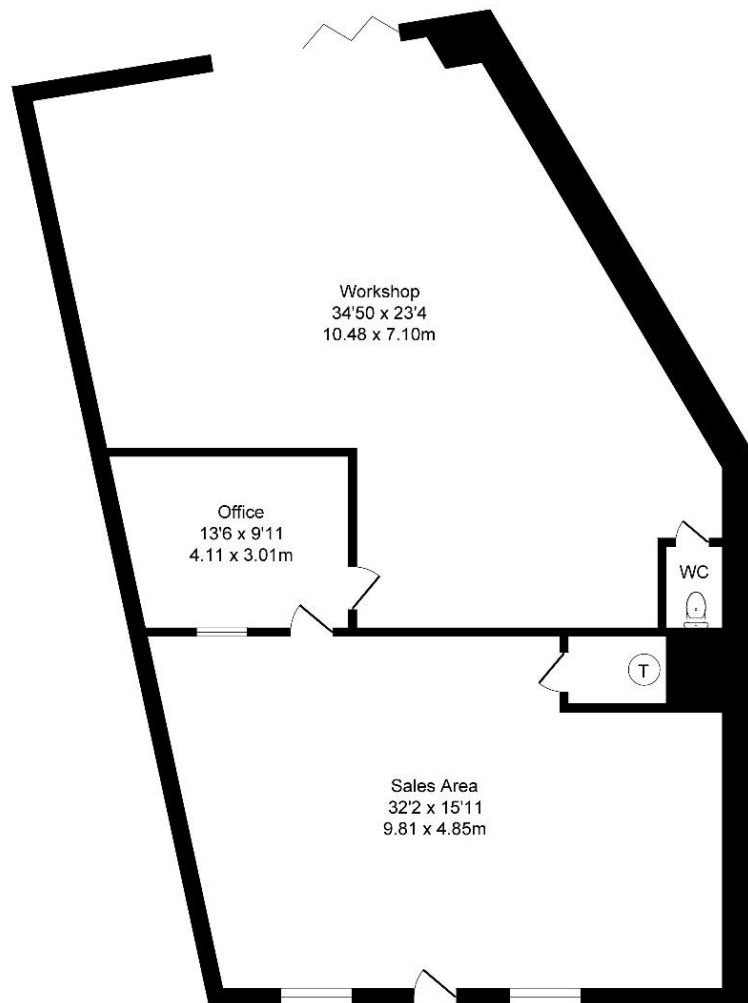 Workshop
34'50 x 23'4
10.48 x 7.10m
Office
13'6 x 9'11
4.11 x 3.01m
WC
T
Sales Area
32'2 x 15'11
9.81 x 4.85m